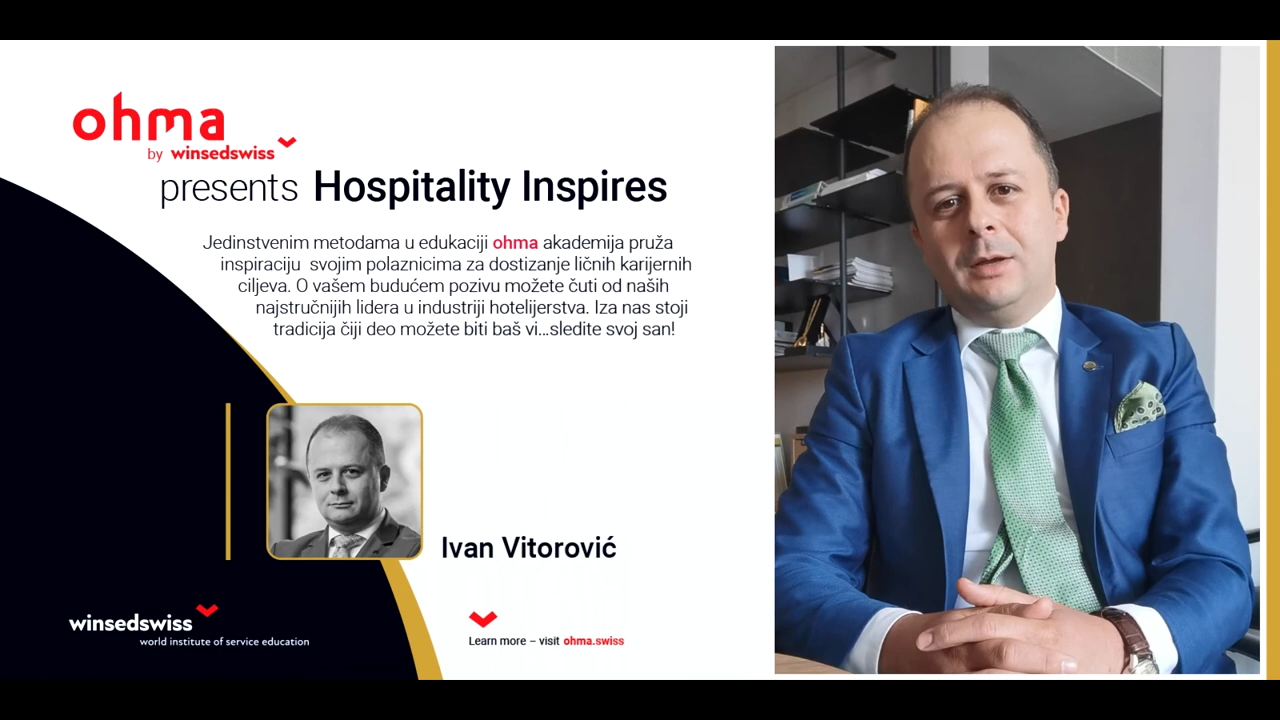 ohma
by winsedswiss
presents Hospitality Inspires
Jedinstvenim metodama u edukaciji ohma akademija pruža
inspiraciju svojim polaznicima za dostizanje ličnih karijernih
ciljeva. O vašem budućem pozivu možete čuti od naših
najstručnijih lidera u industriji hotelijerstva. Iza nas stoji
tradicija čiji deo možete biti baš vi...sledite svoj san!
Ivan Vitorović
winsedswiss
world institute of service education
Learn more – visit ohma.swiss